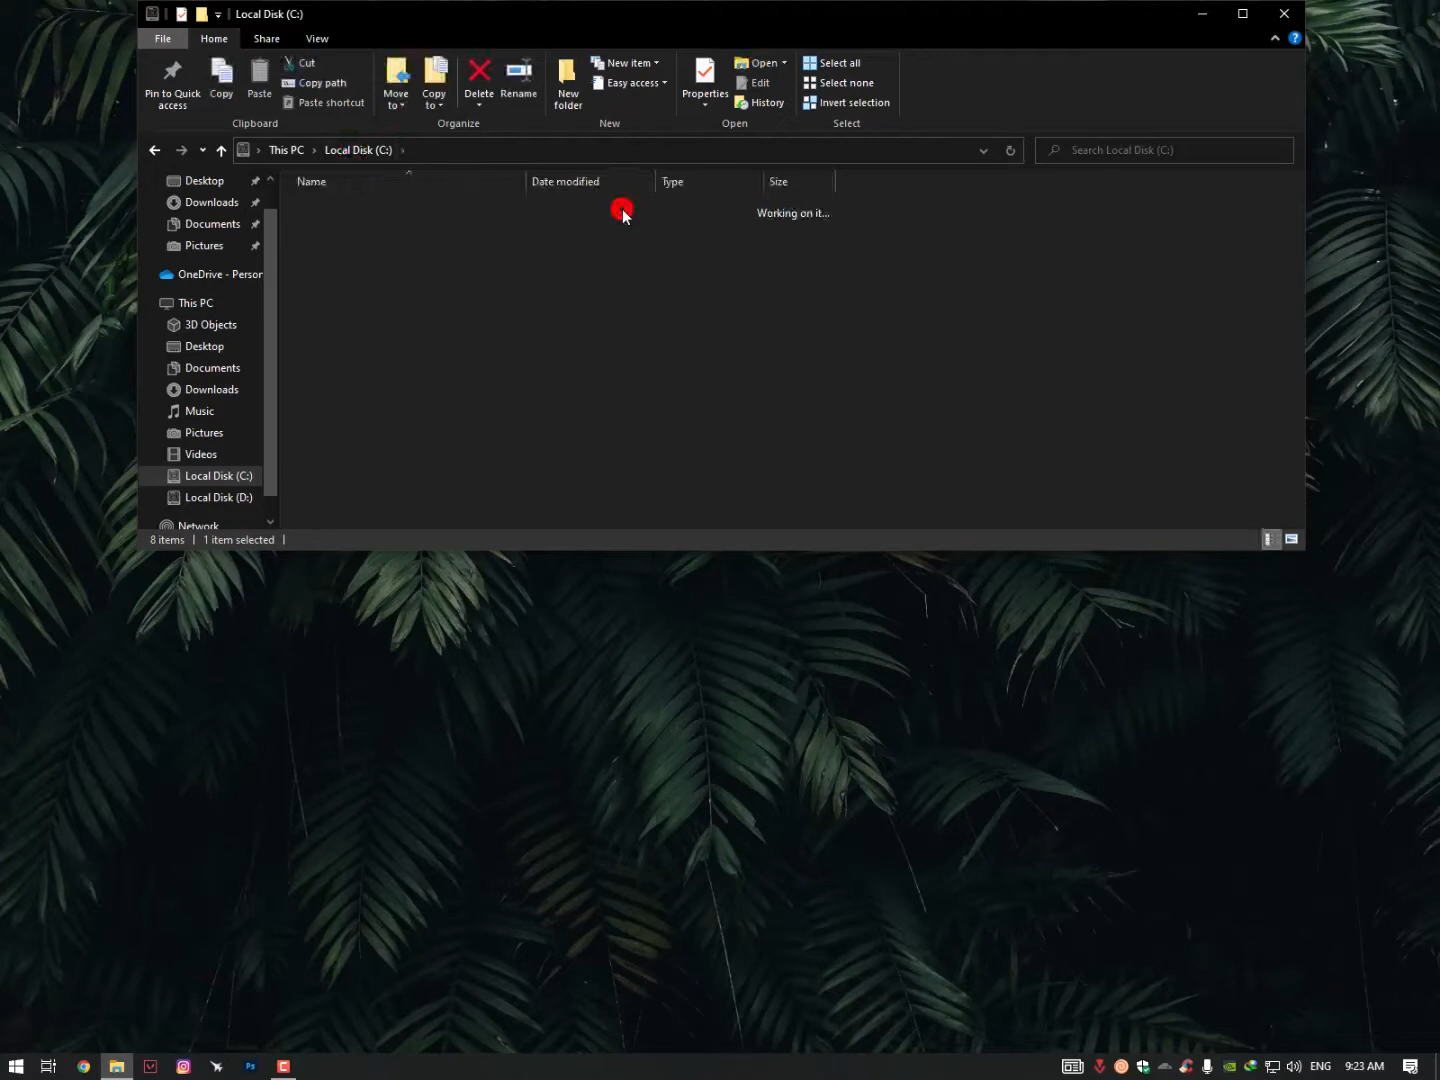 Local Disk (C:)
File Home Share View
Pin to Quick access
Copy
Paste
Cut
Copy path
Paste shortcut
Move to
Copy to
Delete
Rename
New folder
New item
Easy access
Properties
Open
Edit
History
Select all
Select none
Invert selection
Clipboard Organize New Open Select
This PC Local Disk (C:)
Search Local Disk (C:)
Name Date modified Type Size
Working on it...
Desktop
Downloads
Documents
Pictures
OneDrive - Person
This PC
3D Objects
Desktop
Documents
Downloads
Music
Pictures
Videos
Local Disk (C:)
Local Disk (D:)
Network
8 items 1 item selected
Ps
ENG 9:23 AM